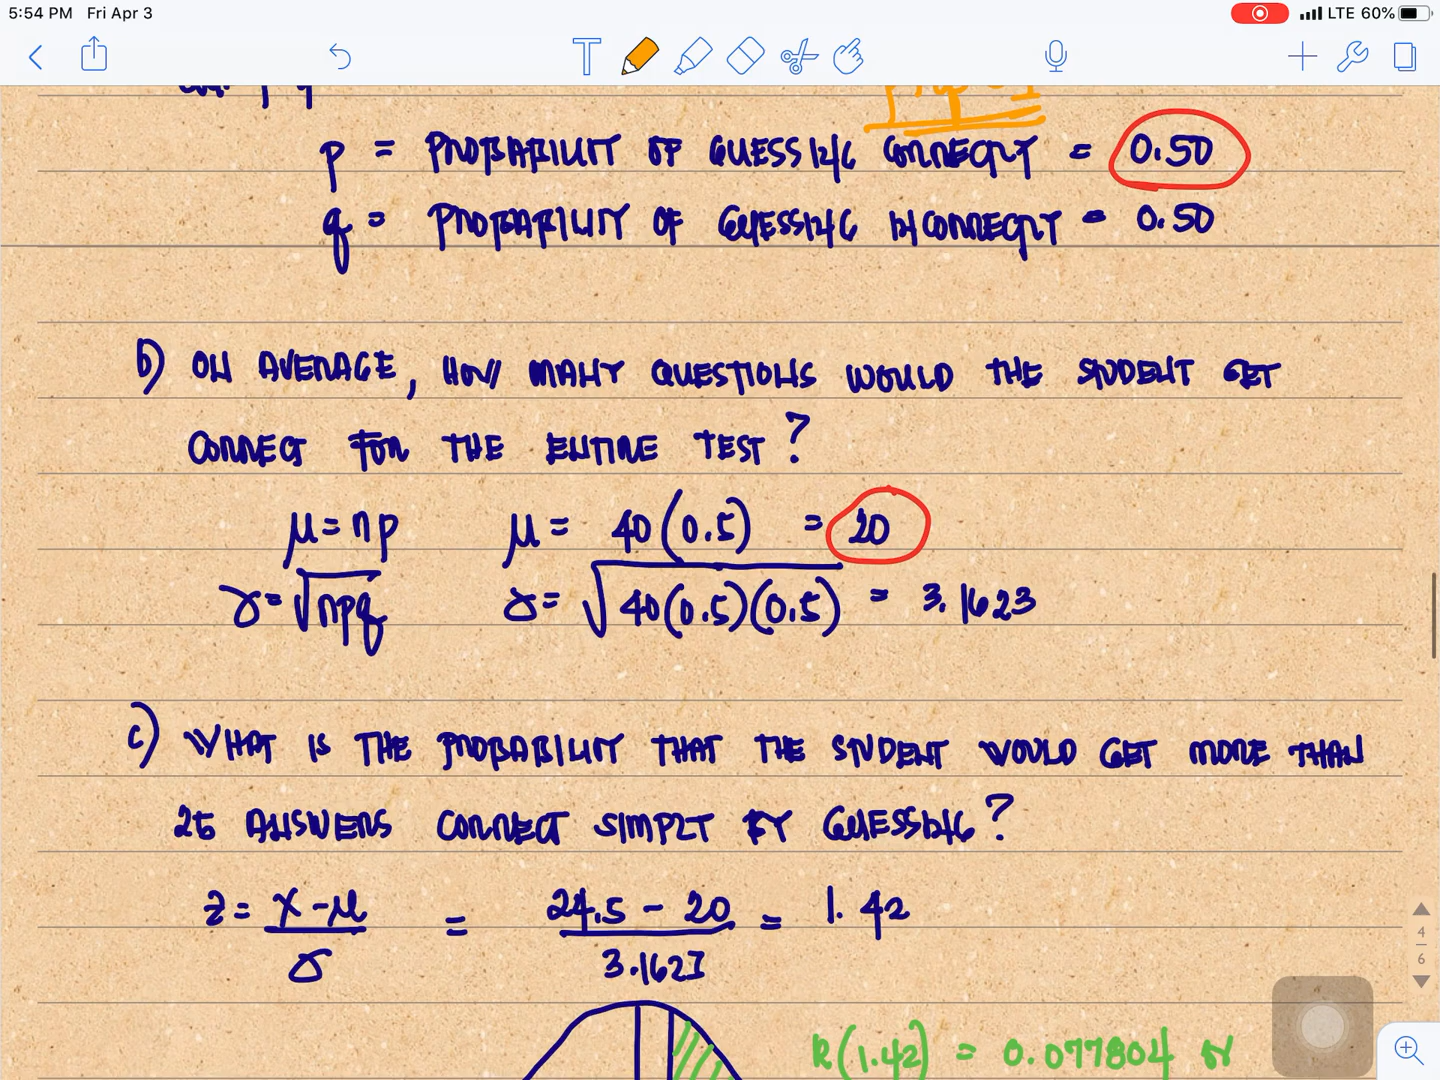 5:54 PM Fri Apr 3
LTE 60%
p = PROBABILITY OF GUESSING CORRECTLY = 0.50
q = PROBABILITY OF GUESSING INCORRECTLY = 0.50
b) ON AVERAGE, HOW MANY QUESTIONS WOULD THE STUDENT GET
CORRECT FOR THE ENTIRE TEST?
μ = np μ = 40(0.5) = 20
σ = √npq σ = √40(0.5)(0.5) = 3.1623
c) WHAT IS THE PROBABILITY THAT THE STUDENT WOULD GET MORE THAN
25 ANSWERS CORRECT SIMPLY BY GUESSING?
z = x - μ / σ = 24.5 - 20 / 3.1623 = 1.42
R(1.42) = 0.077804 or
4
6